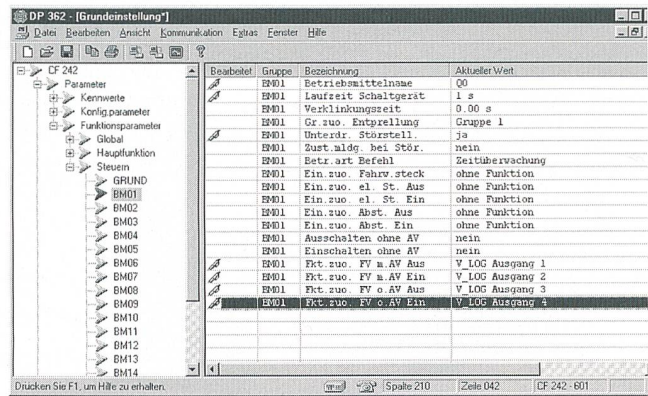 DP 362 - [Grundeinstellung*]
Datei Bearbeiten Ansicht Kommunikation Extras Fenster Hilfe
CF 242
Parameter
Kennwerte
Konfig.parameter
Funktionsparameter
Global
Hauptfunktion
Steuern
GRUND
BM01
BM02
BM03
BM04
BM05
BM06
BM07
BM08
BM09
BM10
BM11
BM12
BM13
BM14
Bearbeitet Gruppe Bezeichnung Aktueller Wert
BM01 Betriebsmittelname Q0
BM01 Laufzeit Schaltgerät 1 s
BM01 Verklinkungszeit 0.00 s
BM01 Gr.zuo. Entprellung Gruppe 1
BM01 Unterdr. Störstell. ja
BM01 Zust.mldg. bei Stör. nein
BM01 Betr.art Befehl Zeitüberwachung
BM01 Ein.zuo. Fahrw.steck ohne Funktion
BM01 Ein.zuo. el. St. Aus ohne Funktion
BM01 Ein.zuo. el. St. Ein ohne Funktion
BM01 Ein.zuo. Abst. Aus ohne Funktion
BM01 Ein.zuo. Abst. Ein ohne Funktion
BM01 Ausschalten ohne AV nein
BM01 Einschalten ohne AV nein
BM01 Fkt.zuo. FV m.AV Aus V_LOG Ausgang 1
BM01 Fkt.zuo. FV m.AV Ein V_LOG Ausgang 2
BM01 Fkt.zuo. FV o.AV Aus V_LOG Ausgang 3
BM01 Fkt.zuo. FV o.AV Ein V_LOG Ausgang 4
Drücken Sie F1, um Hilfe zu erhalten. Spalte 210 Zeile 042 CF 242 - 601